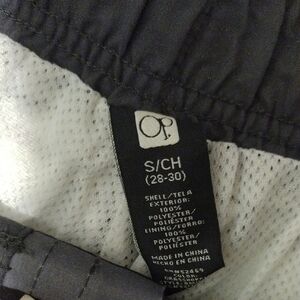 Op.
S/CH
(28-30)
SHELL/TELA
EXTERIOR:
100%
POLYESTER/
POLIÉSTER
LINING/FORRO:
100%
POLYESTER/
POLIÉSTER
MADE IN CHINA
HECHO EN CHINA
COLOR: